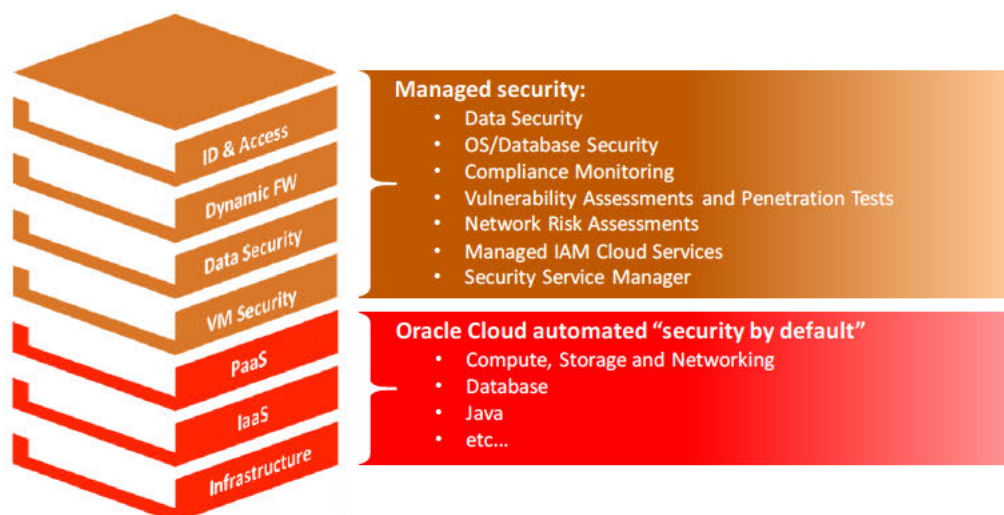 ID & Access
Dynamic FW
Data Security
VM Security
PaaS
IaaS
Infrastructure
Managed security:
• Data Security
• OS/Database Security
• Compliance Monitoring
• Vulnerability Assessments and Penetration Tests
• Network Risk Assessments
• Managed IAM Cloud Services
• Security Service Manager
Oracle Cloud automated “security by default”
• Compute, Storage and Networking
• Database
• Java
• etc...